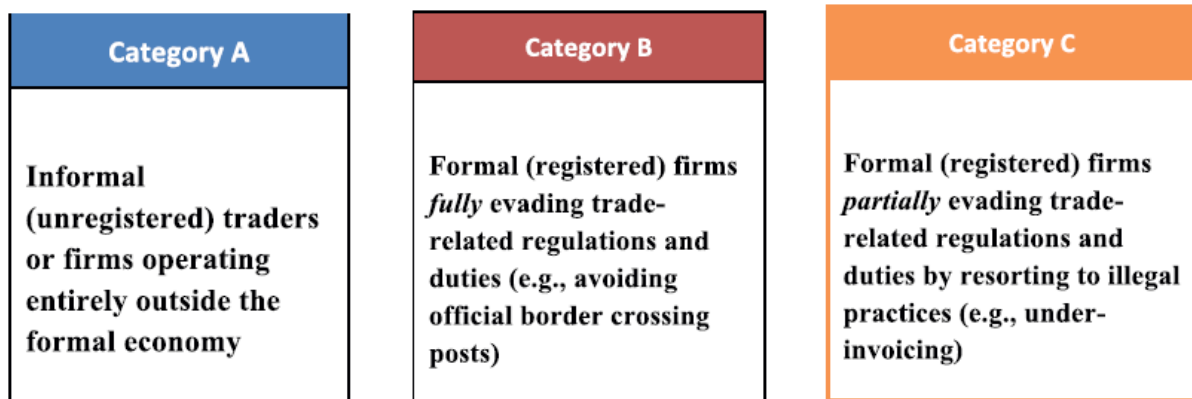 Category A
Informal
(unregistered) traders
or firms operating
entirely outside the
formal economy
Category B
Formal (registered) firms
fully evading trade-
related regulations and
duties (e.g., avoiding
official border crossing
posts)
Category C
Formal (registered) firms
partially evading trade-
related regulations and
duties by resorting to illegal
practices (e.g., under-
invoicing)